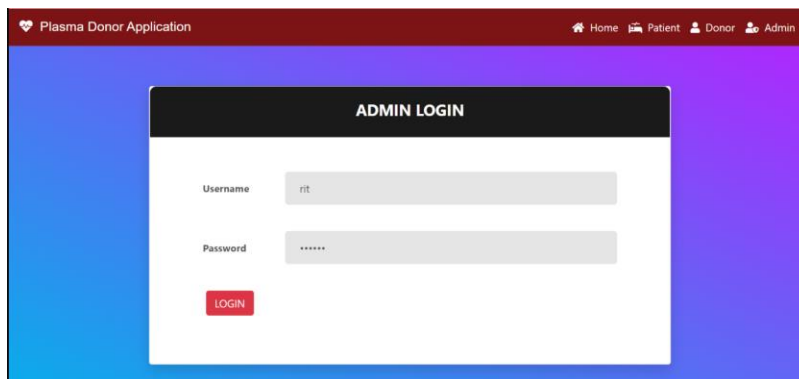 Plasma Donor Application Home Patient Donor Admin
ADMIN LOGIN
Username rit
Password ••••••
LOGIN